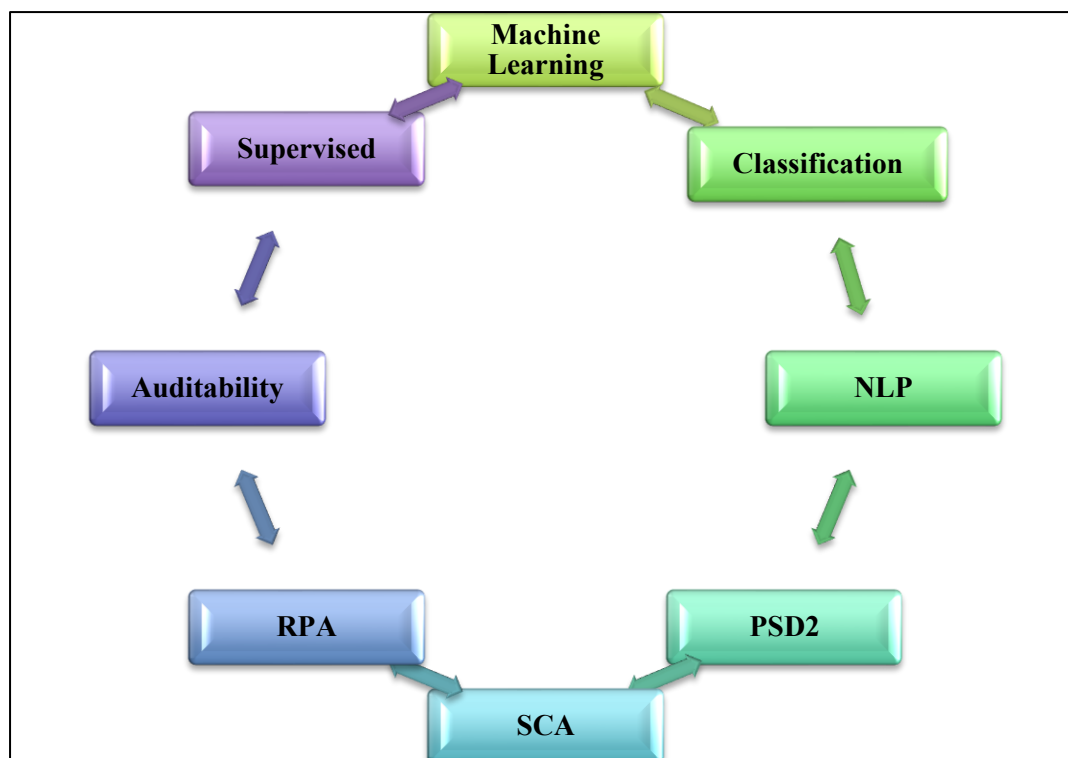 Machine
Learning
Supervised
Classification
Auditability
NLP
RPA
PSD2
SCA